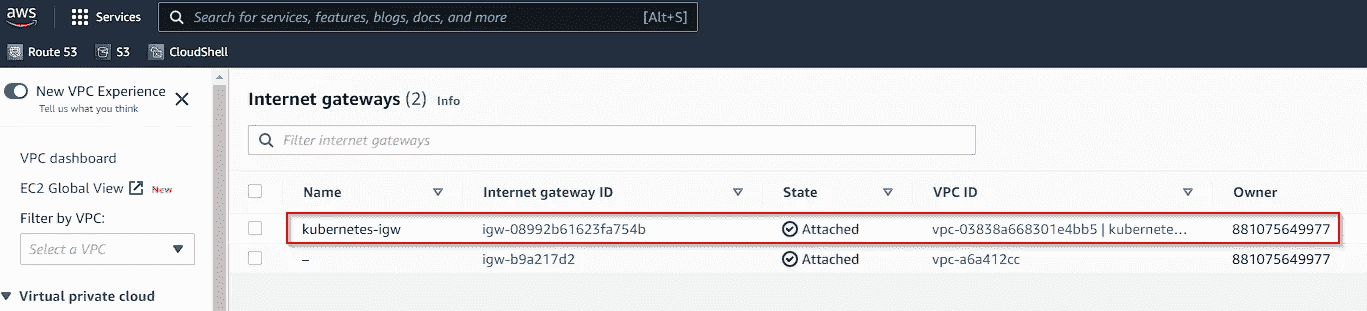 aws Services Search for services, features, blogs, docs, and more [Alt+S]
Route 53 S3 CloudShell
New VPC Experience
Tell us what you think
VPC dashboard
EC2 Global View New
Filter by VPC:
Select a VPC
Virtual private cloud
Internet gateways (2) Info
Filter internet gateways
Name Internet gateway ID State VPC ID Owner
kubernetes-igw igw-08992b61623fa754b Attached vpc-03838a668301e4bb5 | kubernete... 881075649977
– igw-b9a217d2 Attached vpc-a6a412cc 881075649977